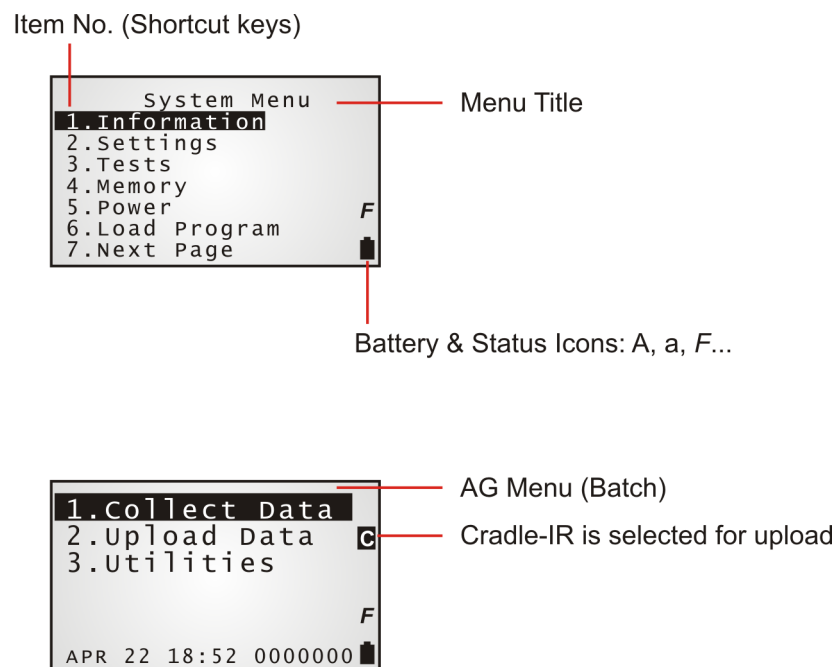 Item No. (Shortcut keys)
System Menu
Menu Title
1.Information
2.Settings
3.Tests
4.Memory
5.Power
F
6.Load Program
7.Next Page
Battery & Status Icons: A, a, F...
AG Menu (Batch)
1.Collect Data
2.Upload Data
C
Cradle-IR is selected for upload
3.Utilities
F
APR 22 18:52 0000000